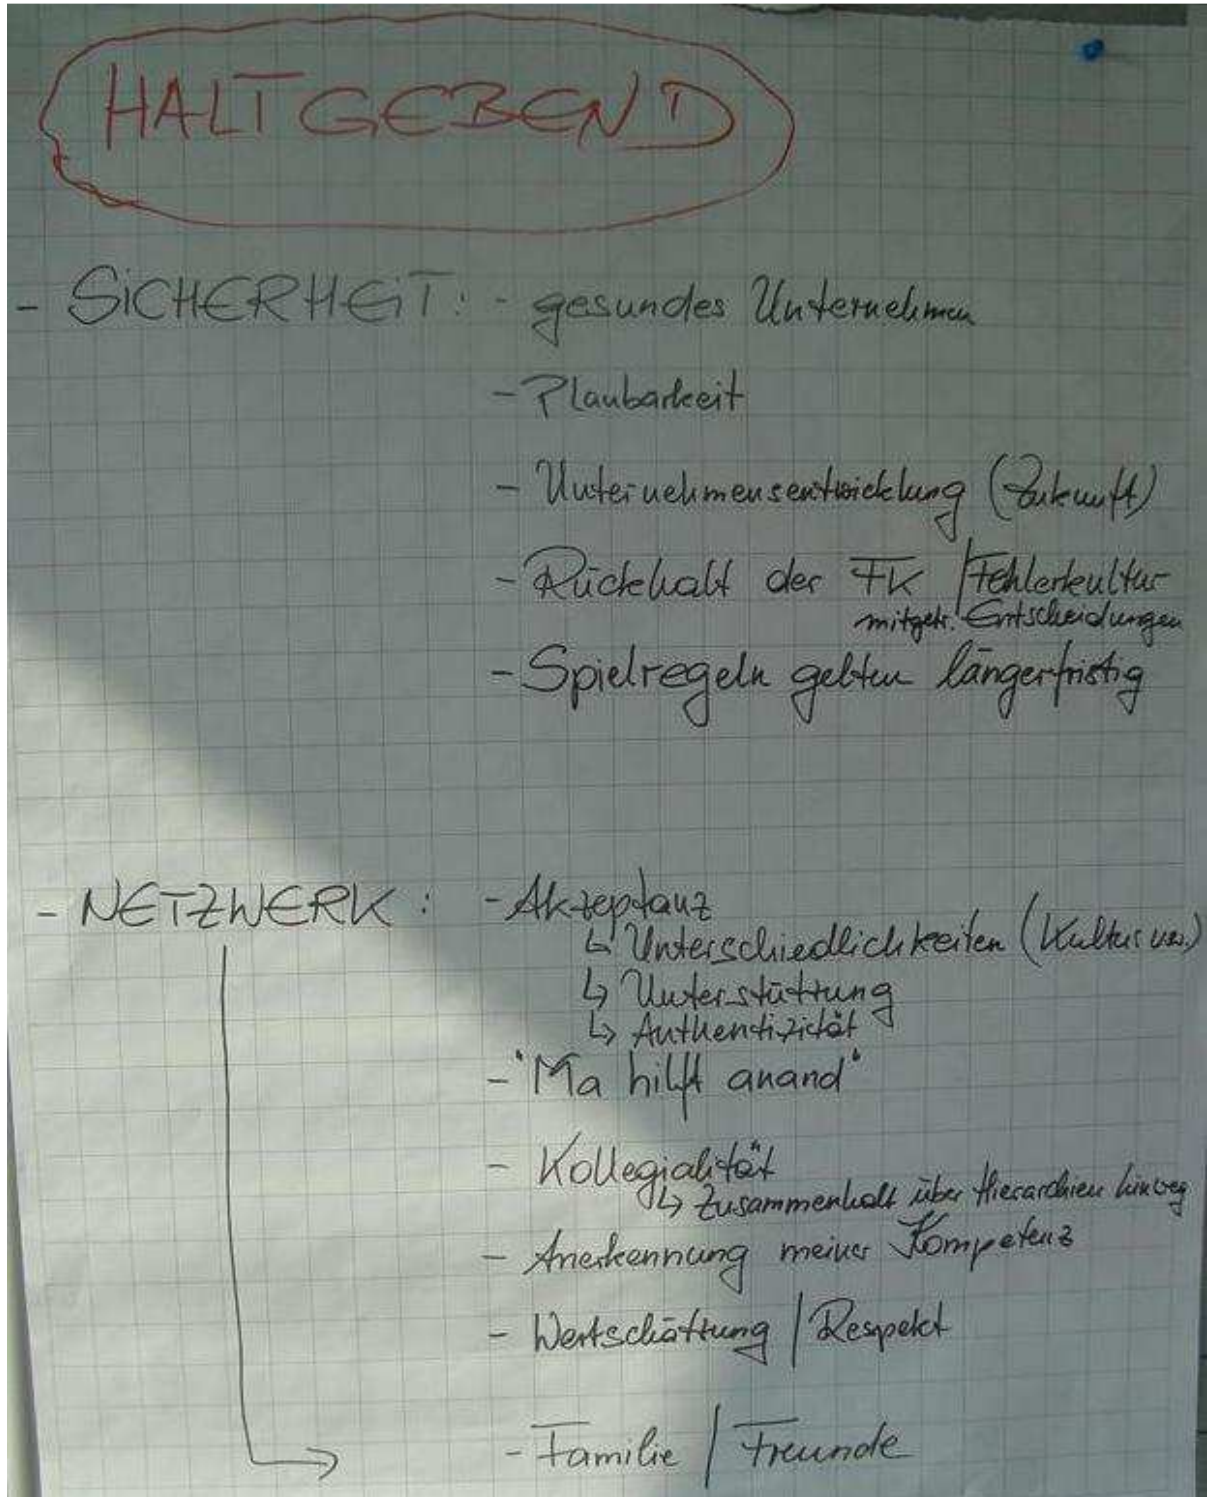 HALTGEBEND
- SICHERHEIT: - gesundes Unternehmen
- Planbarkeit
- Unternehmensentwicklung (Zukunft)
- Rückhalt der FK / Fehlerkultur
mitgetr. Entscheidungen
- Spielregeln gelten längerfristig
- NETZWERK: - Akzeptanz
↳ Unterschiedlichkeiten (Kultur usw.)
↳ Unterstützung
↳ Authentizität
- "Ma hilft anand"
- Kollegialität
↳ Zusammenhalt über Hierarchien hinweg
- Anerkennung meiner Kompetenz
- Wertschätzung / Respekt
→ - Familie / Freunde